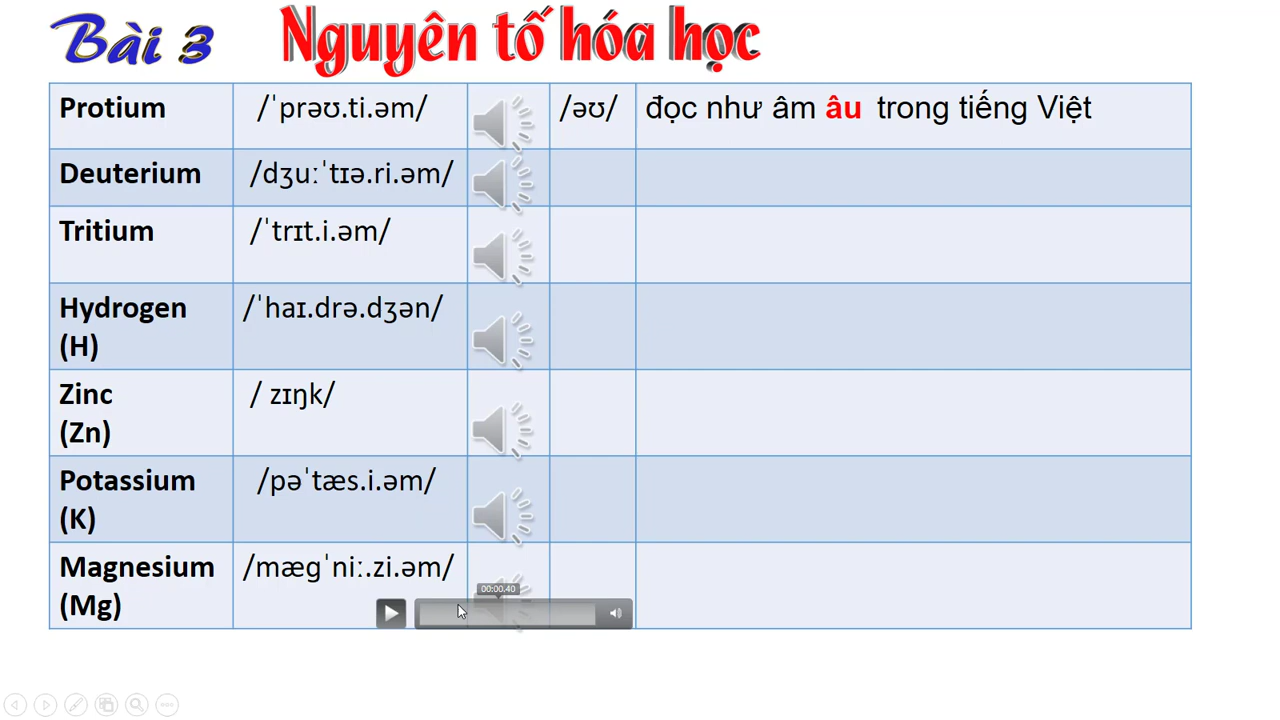 Bài 3 Nguyên tố hóa học
Protium /ˈprəʊ.ti.əm/ /əʊ/ đọc như âm âu trong tiếng Việt
Deuterium /dʒuːˈtɪə.ri.əm/
Tritium /ˈtrɪt.i.əm/
Hydrogen /ˈhaɪ.drə.dʒən/
(H)
Zinc / zɪŋk/
(Zn)
Potassium /pəˈtæs.i.əm/
(K)
Magnesium /mægˈniː.zi.əm/
00:00.40
(Mg)